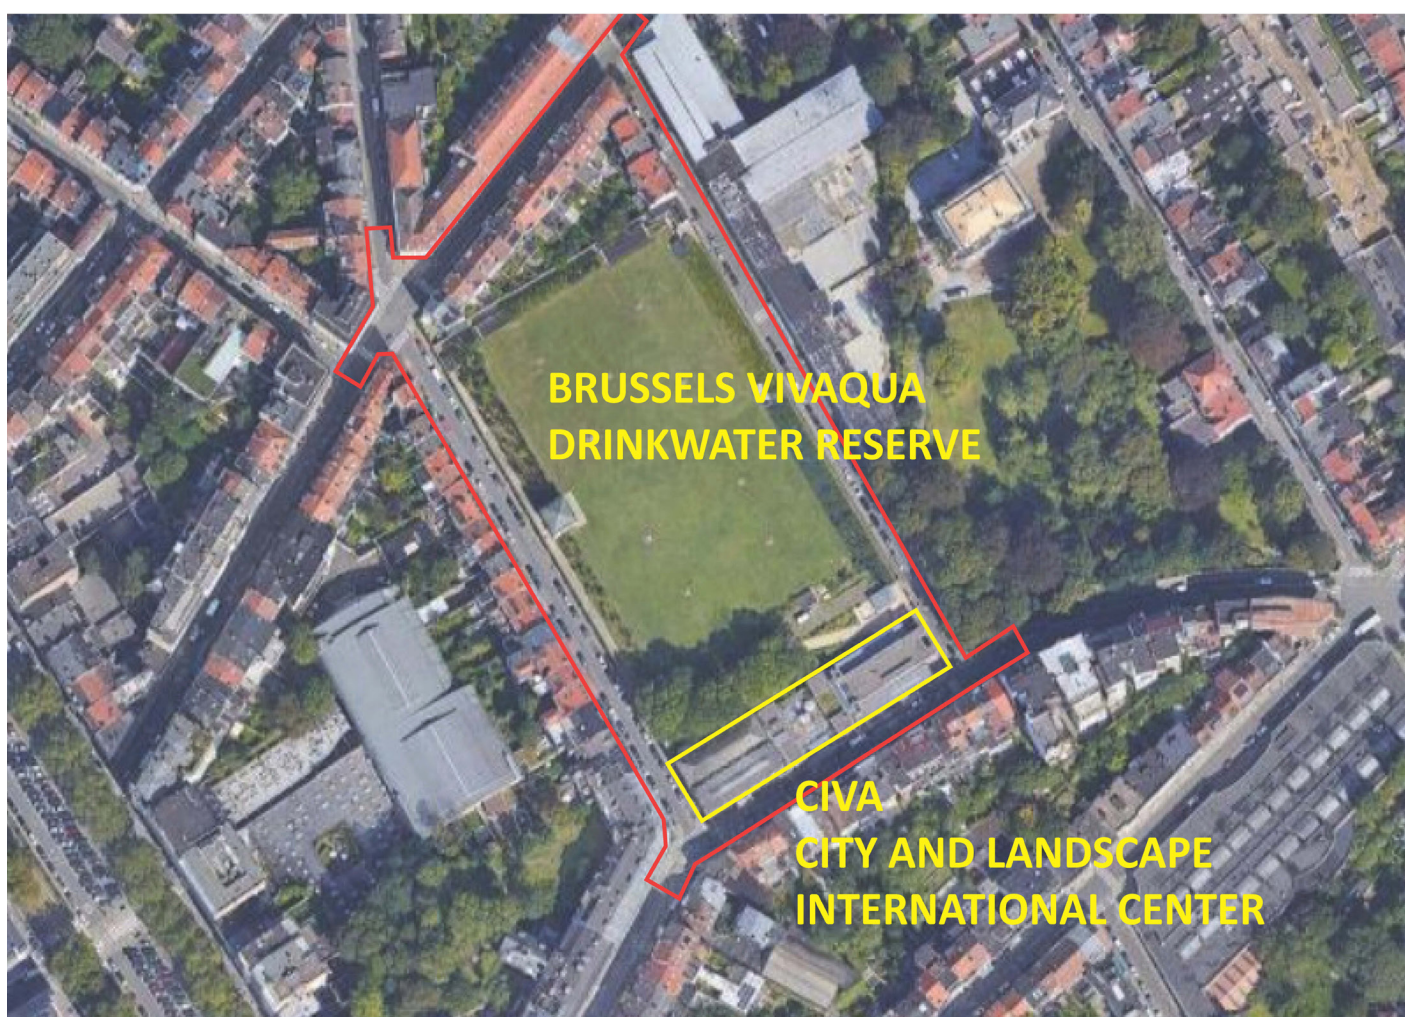 BRUSSELS VIVAQUA
DRINKWATER RESERVE
CIVA
CITY AND LANDSCAPE
INTERNATIONAL CENTER